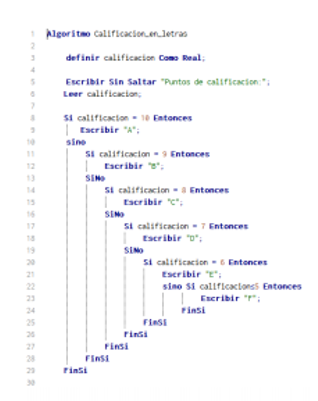 1 Algoritmo Calificacion_en_letras
2
3 definir calificacion Como Real;
4
5 Escribir Sin Saltar "Puntos de calificacion:";
6 Leer calificacion;
7
8 Si calificacion = 10 Entonces
9 Escribir "A";
10 sino
11 Si calificacion = 9 Entonces
12 Escribir "B";
13 SiNo
14 Si calificacion = 8 Entonces
15 Escribir "C";
16 SiNo
17 Si calificacion = 7 Entonces
18 Escribir "D";
19 SiNo
20 Si calificacion = 6 Entonces
21 Escribir "E";
22 sino Si calificacion≤5 Entonces
23 Escribir "F";
24 FinSi
25 FinSi
26 FinSi
27 FinSi
28 FinSi
29 FinSi
30